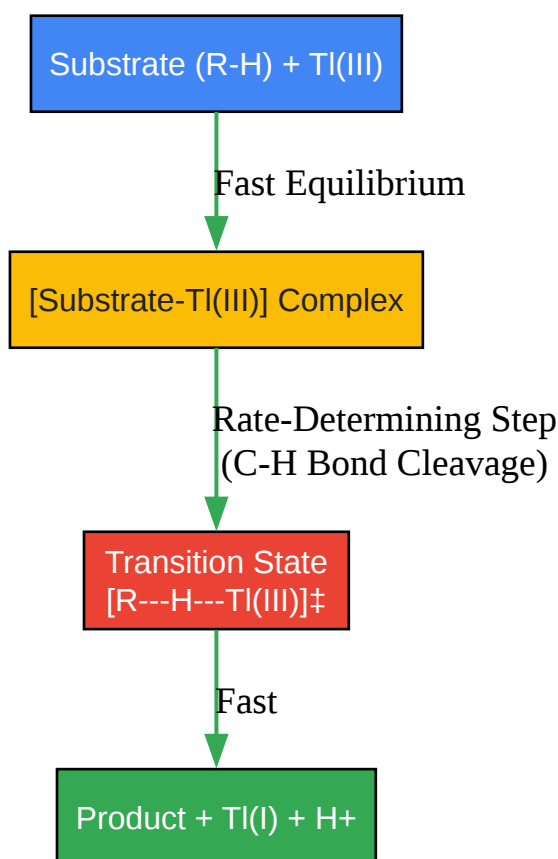 Substrate (R-H) + Tl(III)
Fast Equilibrium
[Substrate-Tl(III)] Complex
Rate-Determining Step
(C-H Bond Cleavage)
Transition State
[R---H---Tl(III)]‡
Fast
Product + Tl(I) + H+